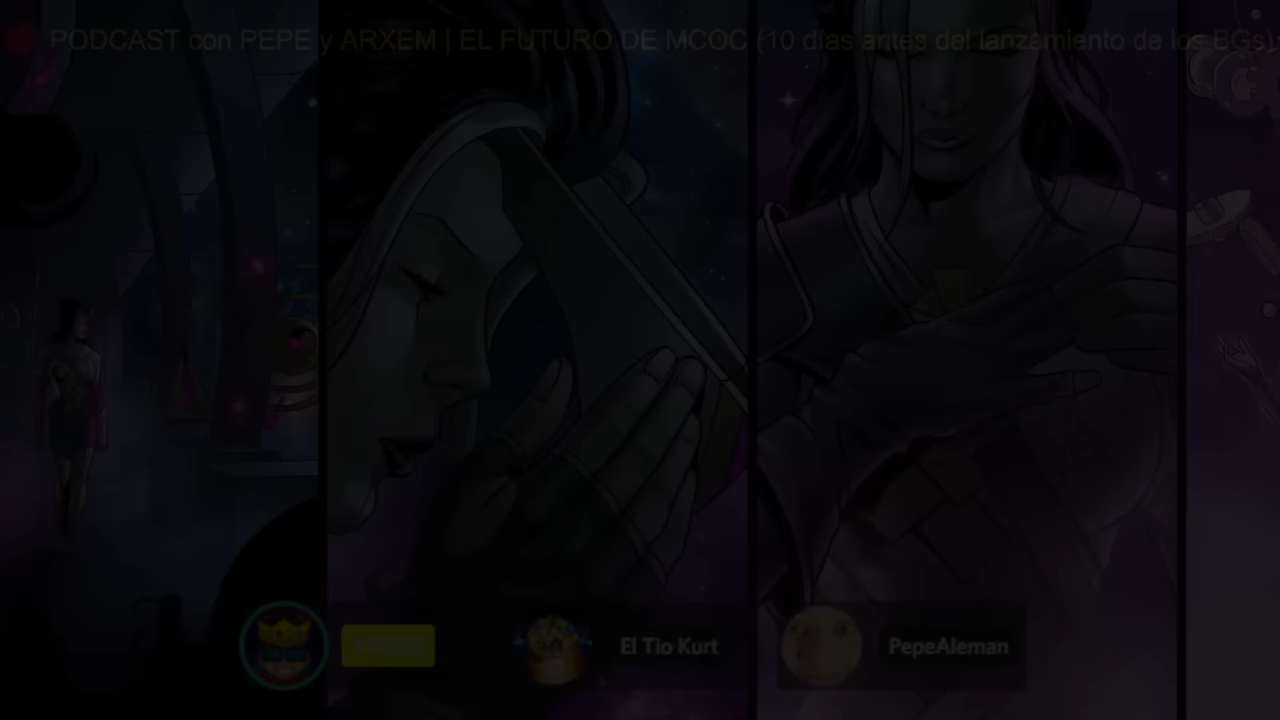 PODCAST con PEPE y ARXEM | EL FUTURO DE MCOC (10 días antes del lanzamiento de los BGs)
El Tio Kurt
PepeAleman